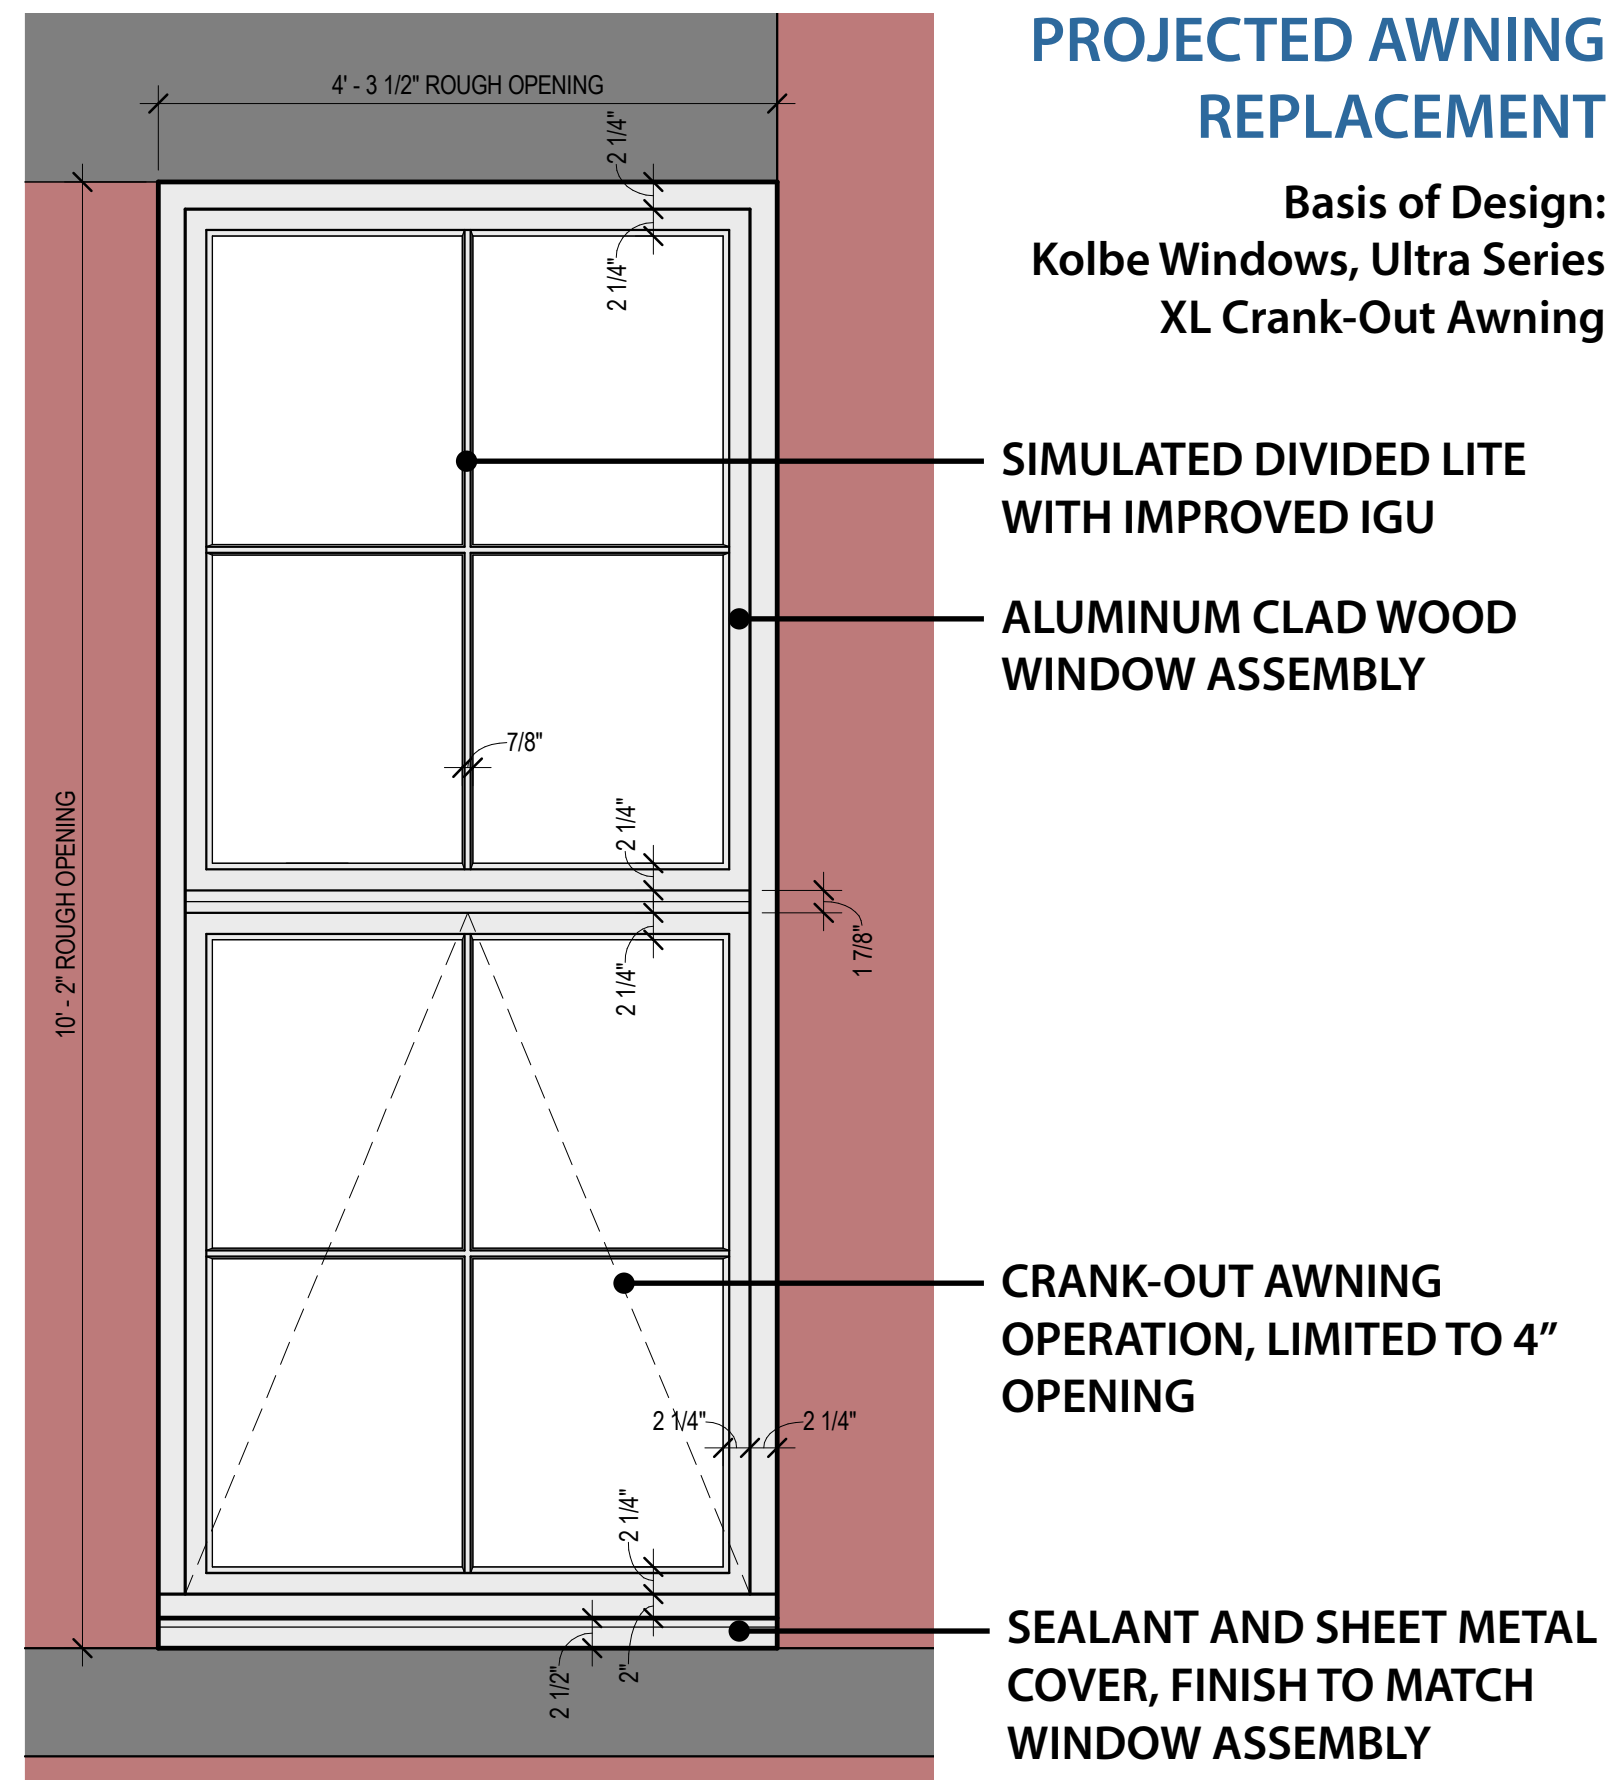 PROJECTED AWNING
REPLACEMENT
Basis of Design:
Kolbe Windows, Ultra Series
XL Crank-Out Awning
4' - 3 1/2" ROUGH OPENING
2 1/4"
2 1/4"
SIMULATED DIVIDED LITE
WITH IMPROVED IGU
ALUMINUM CLAD WOOD
WINDOW ASSEMBLY
7/8"
10' - 2" ROUGH OPENING
2 1/4"
2 1/4"
1 7/8"
CRANK-OUT AWNING
OPERATION, LIMITED TO 4”
OPENING
2 1/4"
2 1/4"
2 1/4"
2 1/2"
2"
SEALANT AND SHEET METAL
COVER, FINISH TO MATCH
WINDOW ASSEMBLY